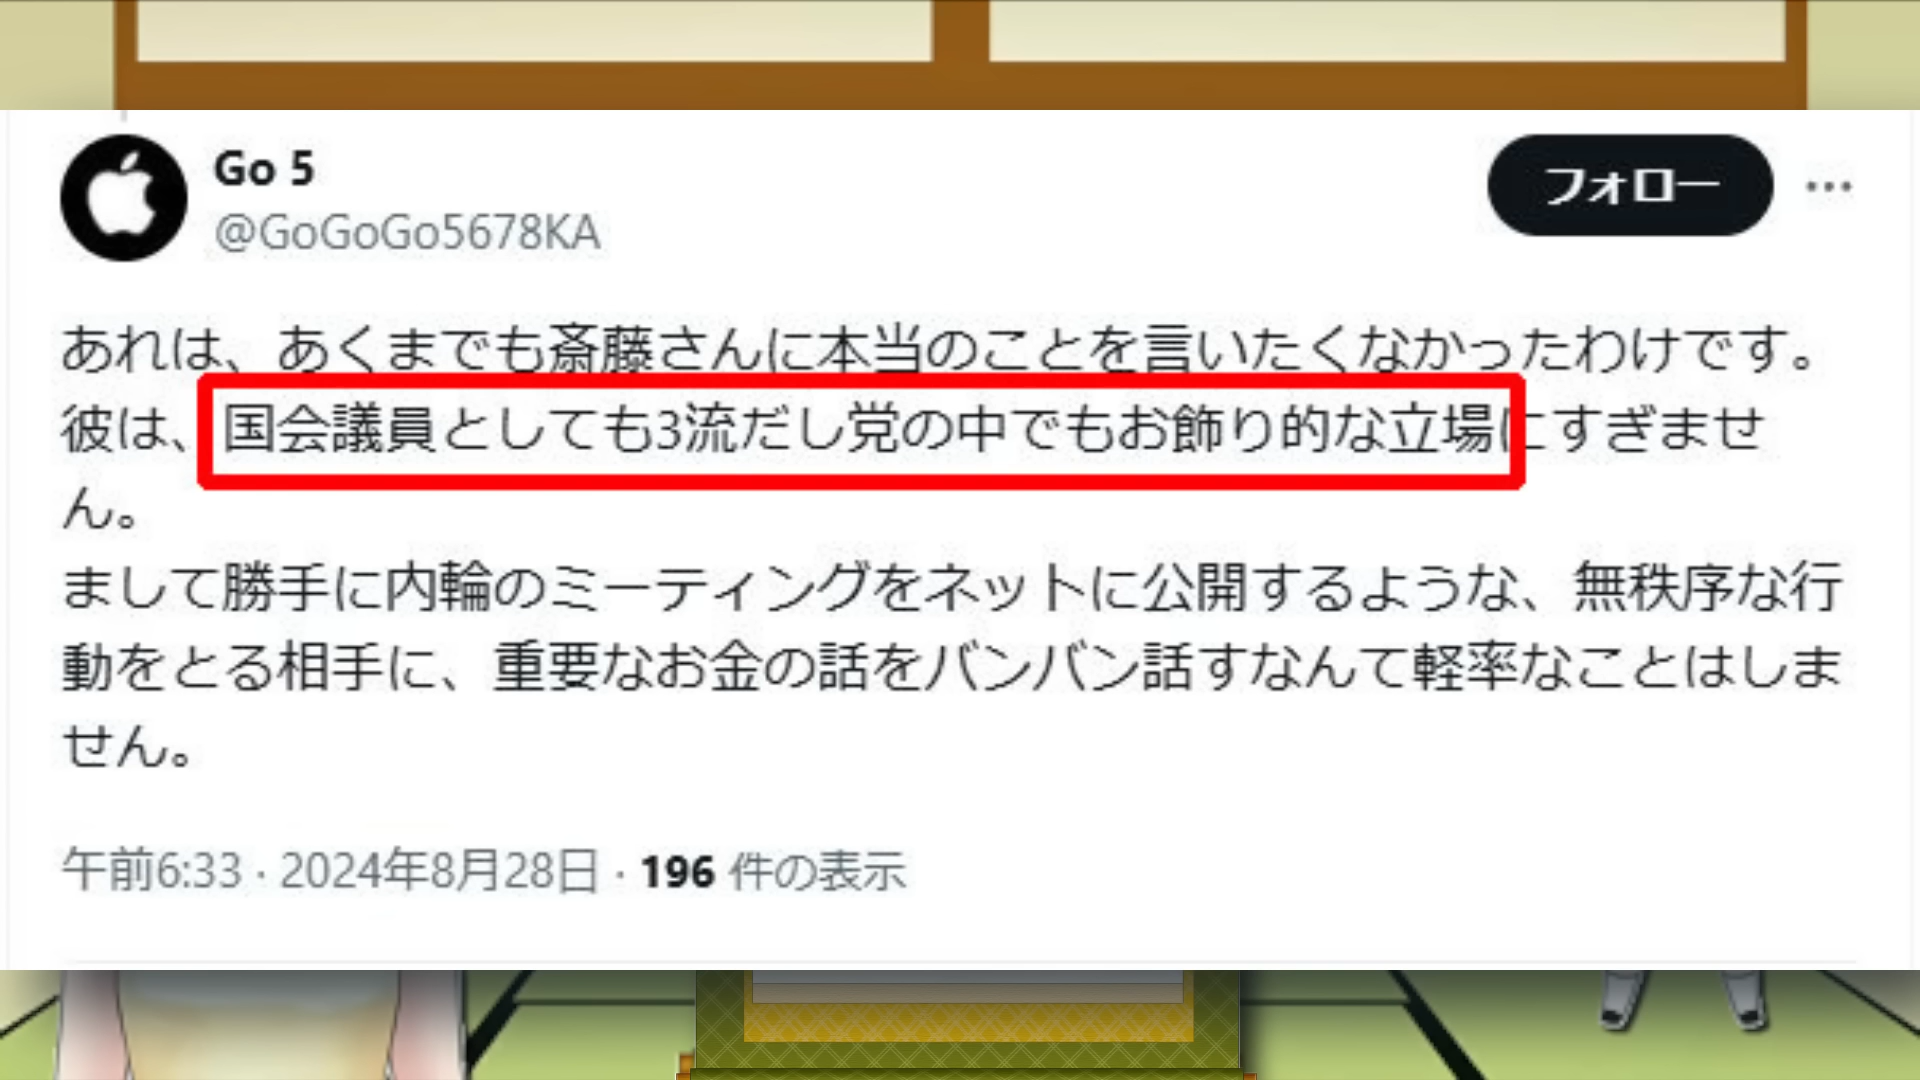 Go 5
@GoGoGo5678KA
フォロー
あれは、あくまでも斎藤さんに本当のことを言いたくなかったわけです。
彼は、国会議員としても3流だし党の中でもお飾り的な立場にすぎませ
ん。
まして勝手に内輪のミーティングをネットに公開するような、無秩序な行
動をとる相手に、重要なお金の話をバンバン話すなんて軽率なことはしま
せん。
午前6:33 · 2024年8月28日 · 196 件の表示